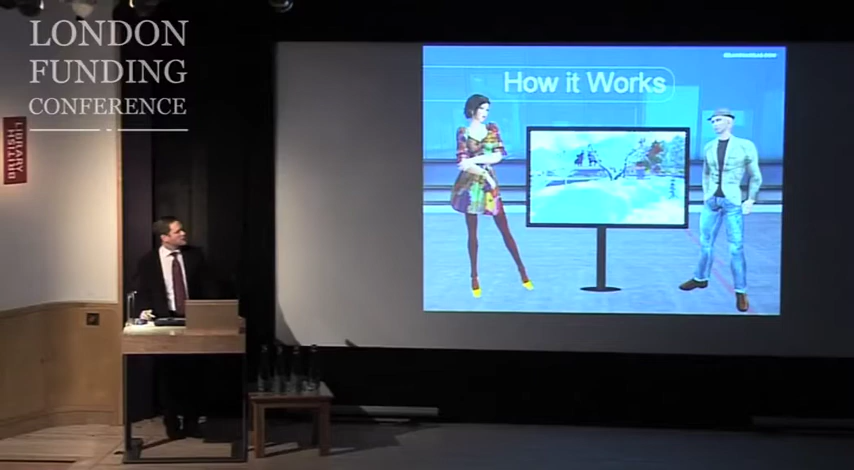 LONDON
FUNDING
CONFERENCE
How it Works
BRITISH
LIBRARY